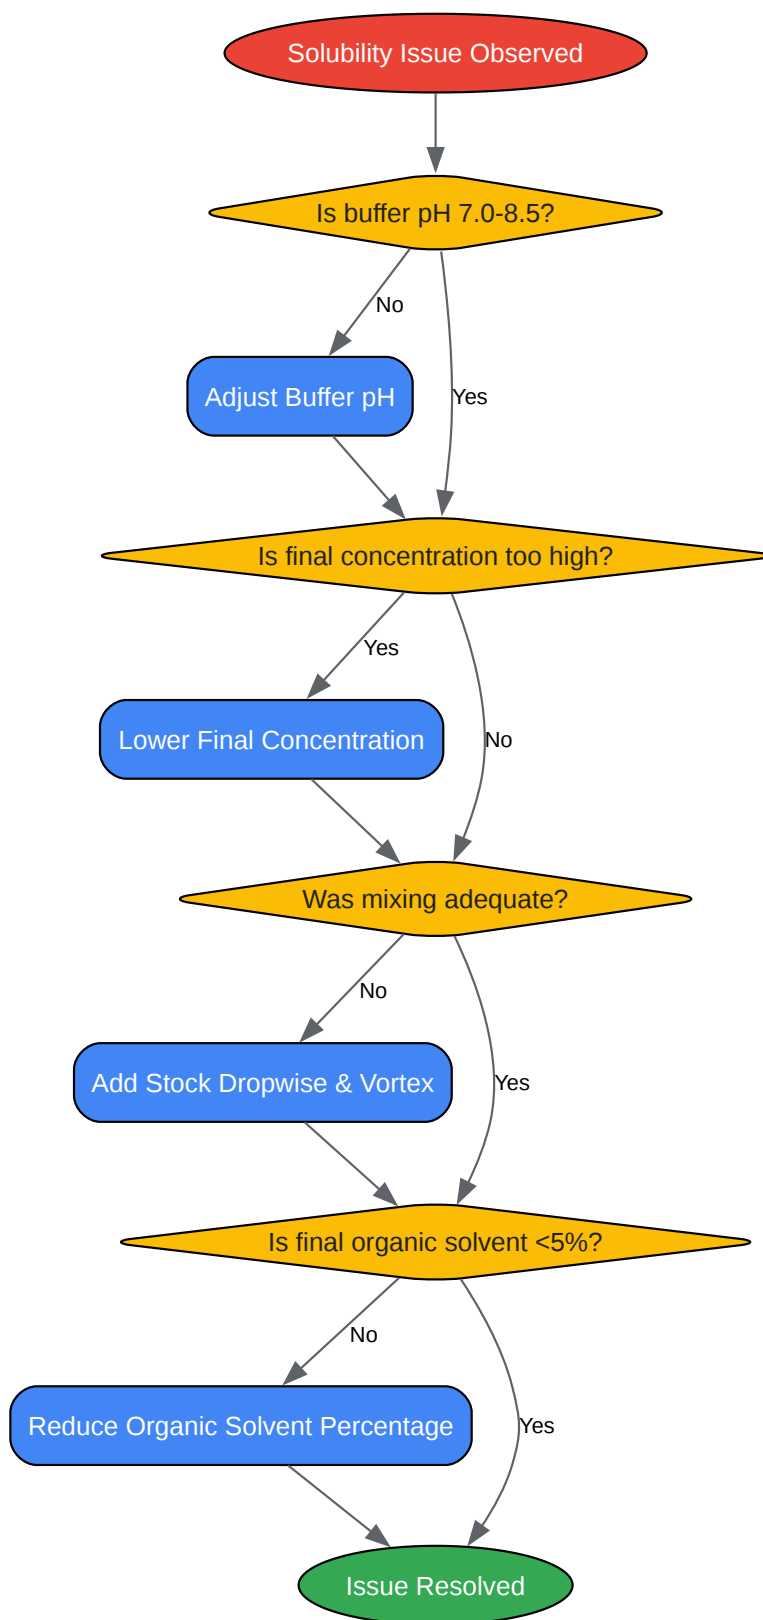 Solubility Issue Observed
Is buffer pH 7.0-8.5?
No
Adjust Buffer pH
Yes
Is final concentration too high?
Yes
Lower Final Concentration
No
Was mixing adequate?
No
Add Stock Dropwise & Vortex
Yes
Is final organic solvent <5%?
No
Reduce Organic Solvent Percentage
Yes
Issue Resolved